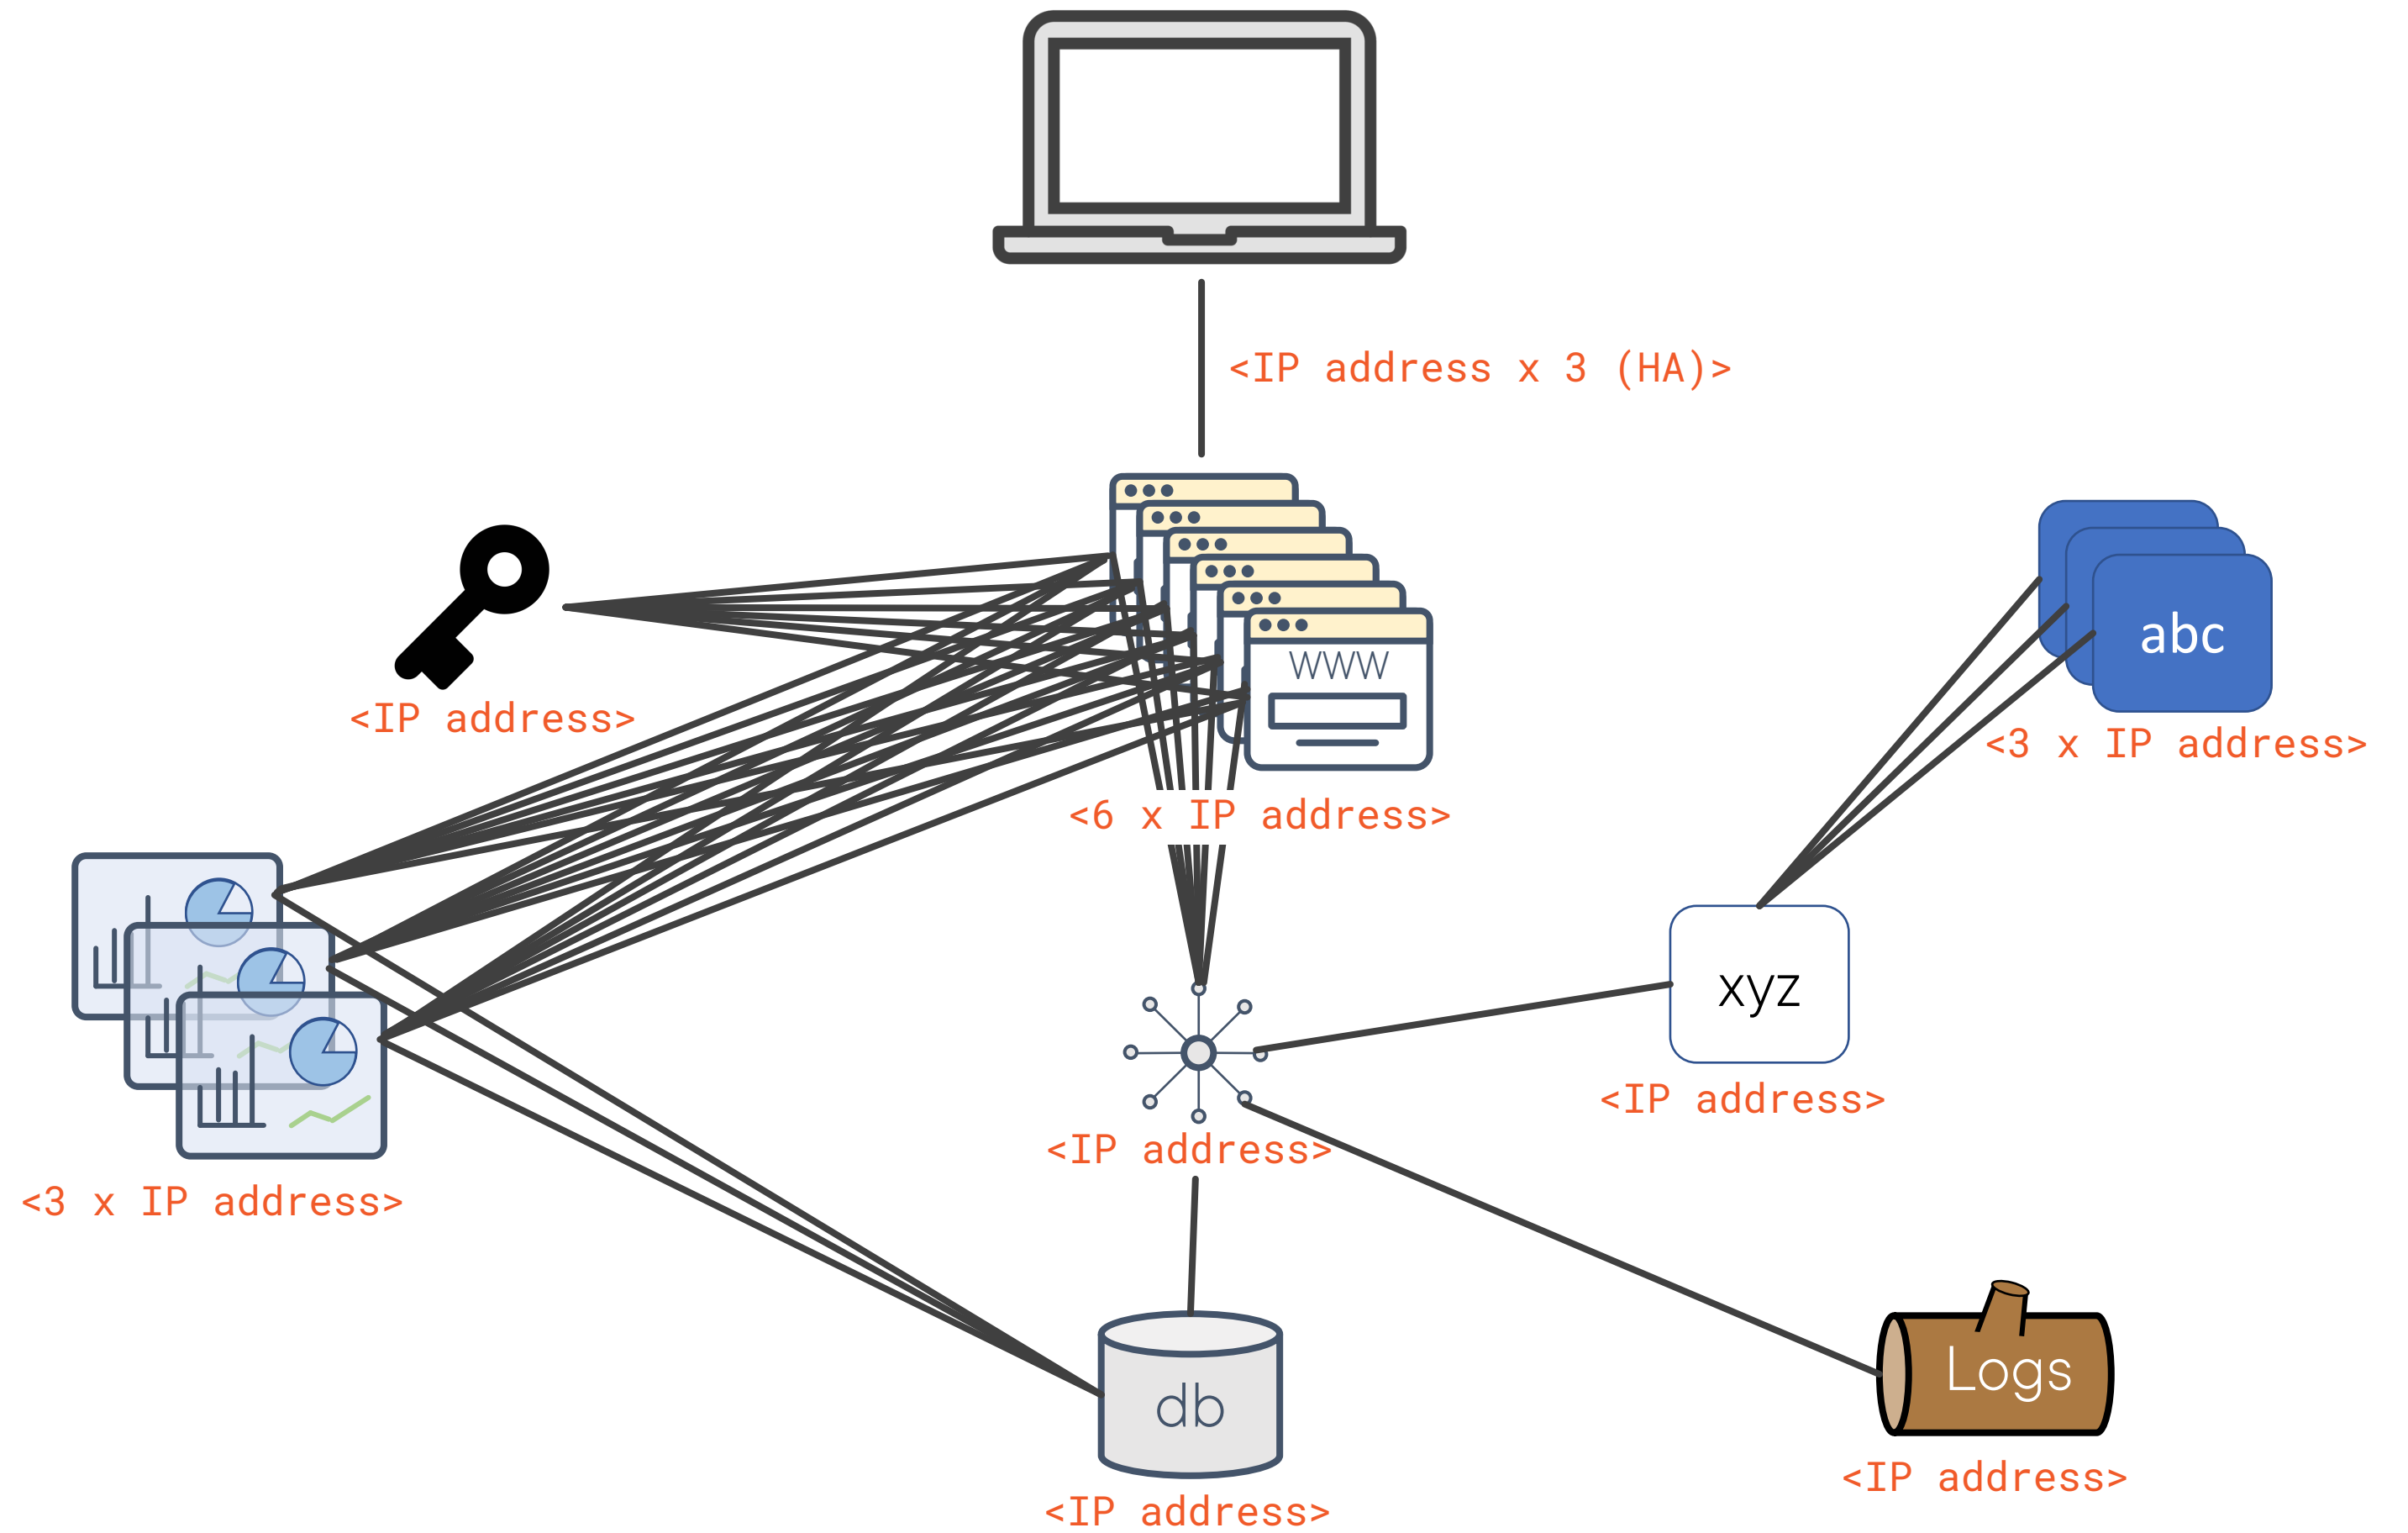 <IP address x 3 (HA)>
WWWW
<IP address>
abc
<3 x IP address>
<6 x IP address>
xyz
<IP address>
<IP address>
<3 x IP address>
Logs
db
<IP address>
<IP address>